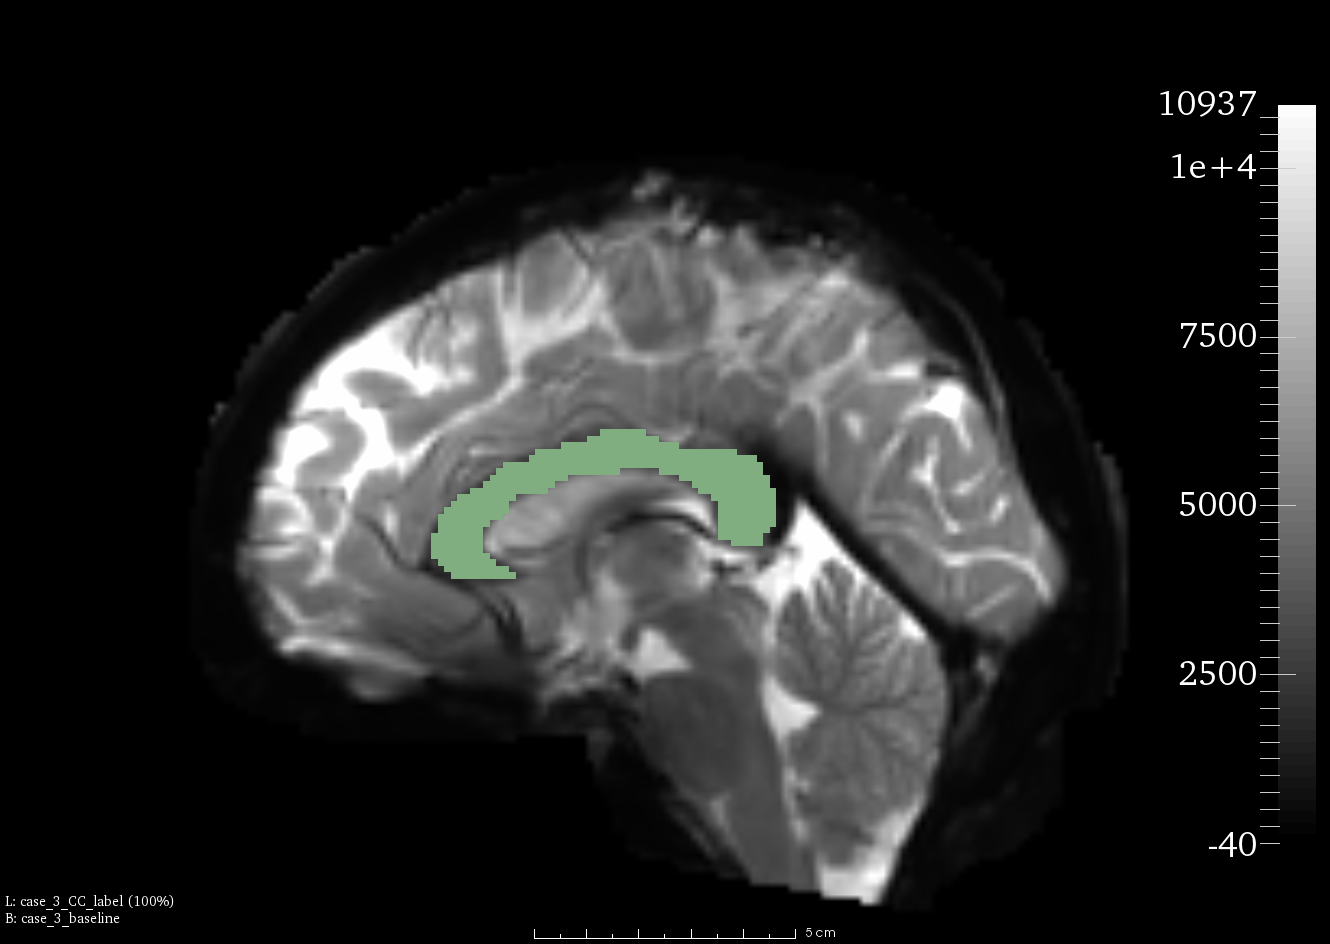 10937
1e+4
7500
5000
2500
-40
L: case_3_CC_label (100%)
B: case_3_baseline
5 cm